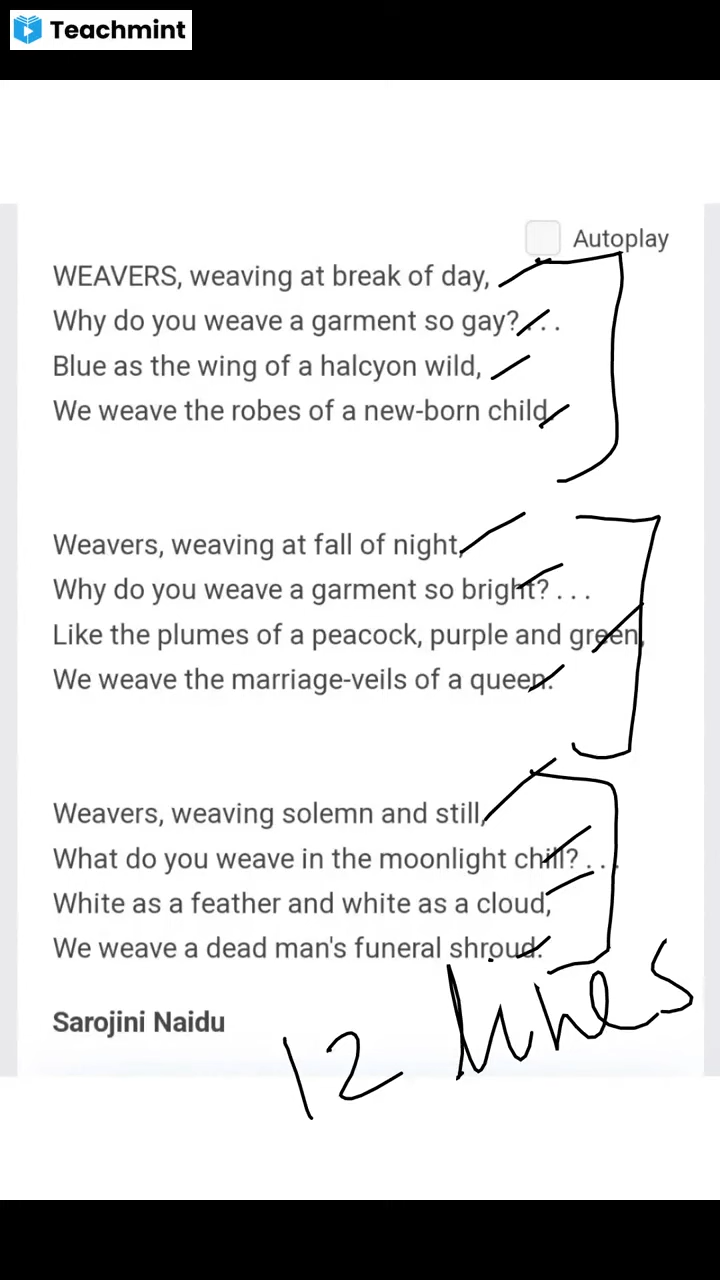 Teachmint
Autoplay
WEAVERS, weaving at break of day,
Why do you weave a garment so gay? . . .
Blue as the wing of a halcyon wild,
We weave the robes of a new-born child.
Weavers, weaving at fall of night,
Why do you weave a garment so bright? . . .
Like the plumes of a peacock, purple and green,
We weave the marriage-veils of a queen.
Weavers, weaving solemn and still,
What do you weave in the moonlight chill? . . .
White as a feather and white as a cloud,
We weave a dead man's funeral shroud.
Sarojini Naidu
12 lines